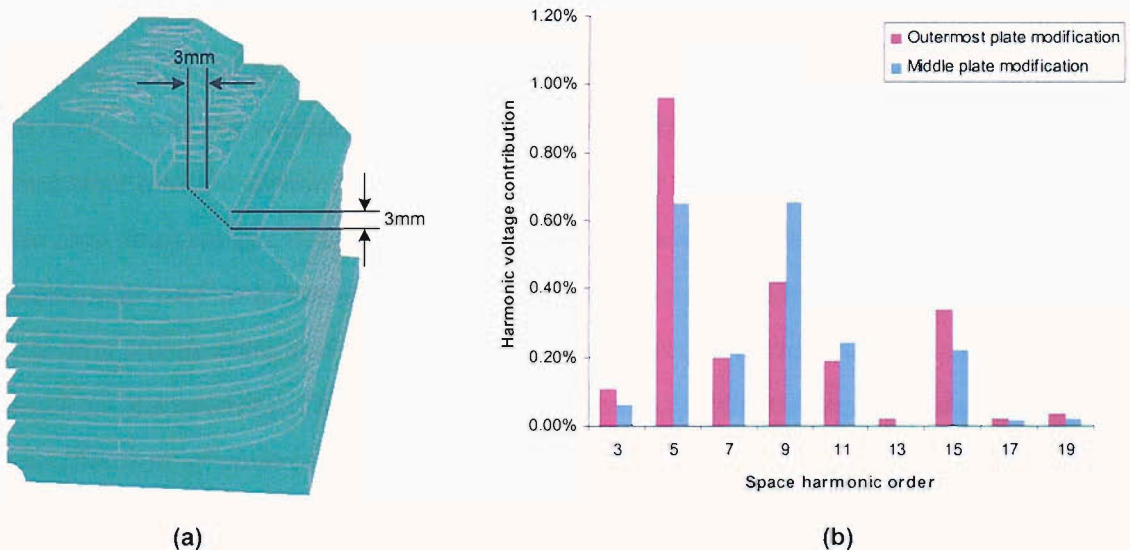 3mm
3mm
(a)
Harmonic voltage contribution
1.20%
1.00%
0.80%
0.60%
0.40%
0.20%
0.00%
Outermost plate modification
Middle plate modification
3 5 7 9 11 13 15 17 19
Space harmonic order
(b)